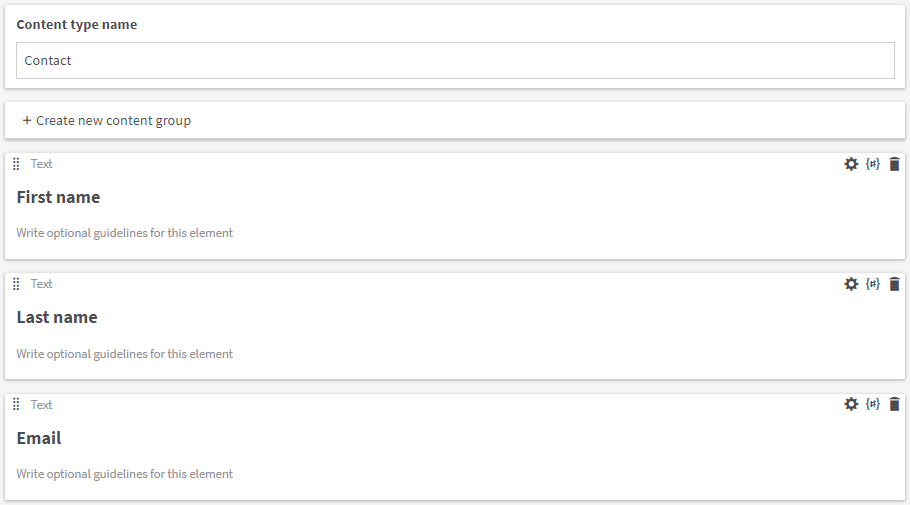 Content type name
Contact
+ Create new content group
Text
{#}
First name
Write optional guidelines for this element
Text
{#}
Last name
Write optional guidelines for this element
Text
{#}
Email
Write optional guidelines for this element